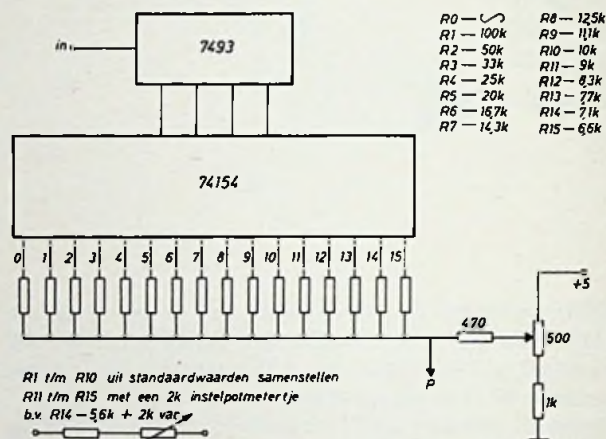 in
7493
R0 — ∞
R1 — 100k
R2 — 50k
R3 — 33k
R4 — 25k
R5 — 20k
R6 — 16,7k
R7 — 14,3k
R8 — 12,5k
R9 — 11,1k
R10 — 10k
R11 — 9k
R12 — 8,3k
R13 — 7,7k
R14 — 7,1k
R15 — 6,6k
74154
0 1 2 3 4 5 6 7 8 9 10 11 12 13 14 15
+5
470
500
P
1k
R1 t/m R10 uit standaardwaarden samenstellen
R11 t/m R15 met een 2k instelpotmetertje
b.v. R14 — 5,6k + 2k var